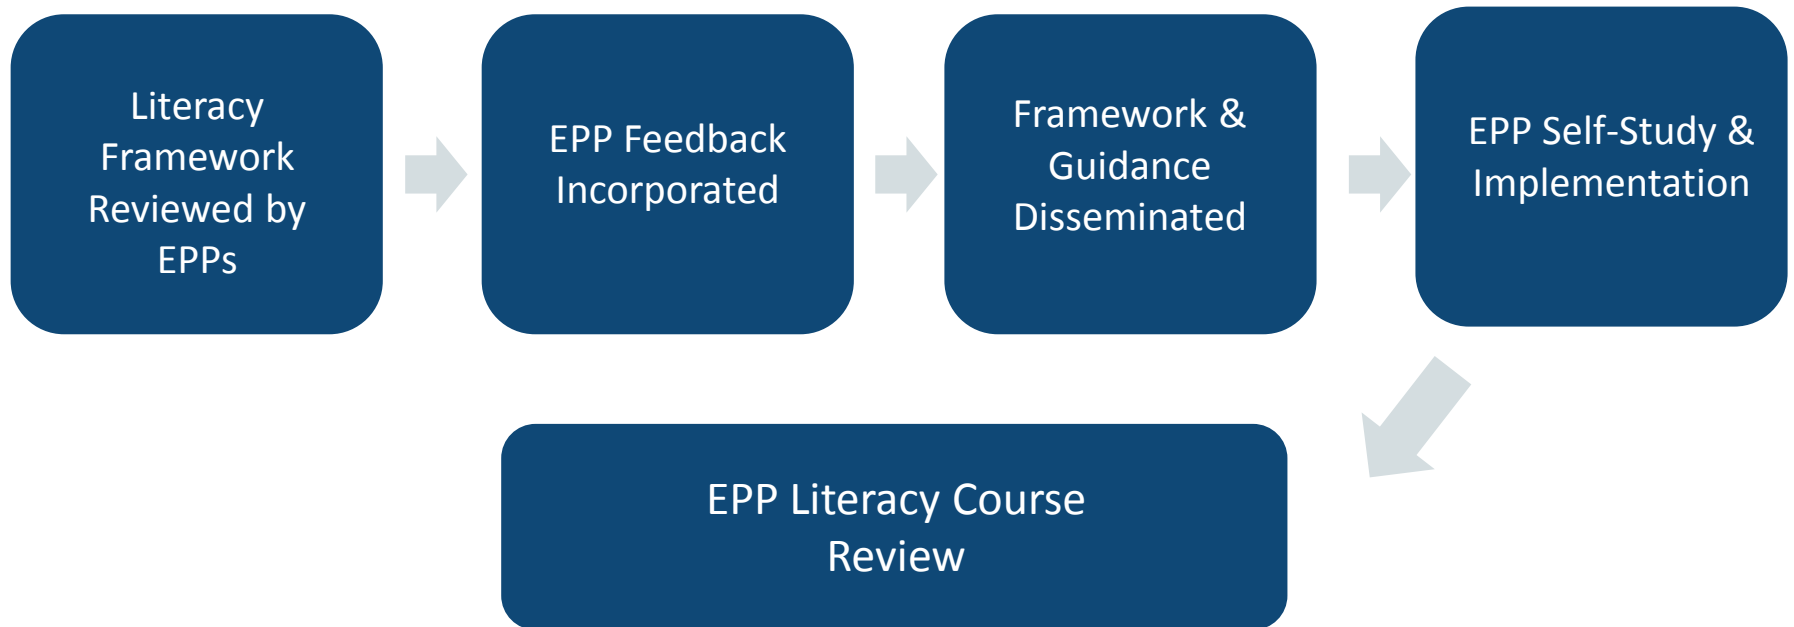 Literacy
Framework
Reviewed by
EPPs
EPP Feedback
Incorporated
Framework &
Guidance
Disseminated
EPP Self-Study &
Implementation
EPP Literacy Course
Review